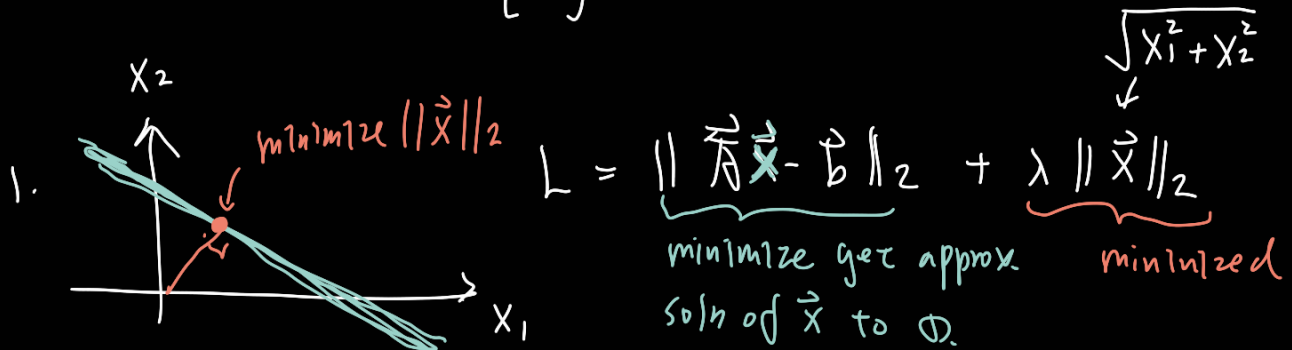 [ ]
√(x₁² + x₂²)
x₂
minimize ||x⃗||₂
1.
L = || A⃗x⃗ - b⃗ ||₂ + λ || x⃗ ||₂
minimize get approx.
minimized
soln of x⃗ to ①.
x₁